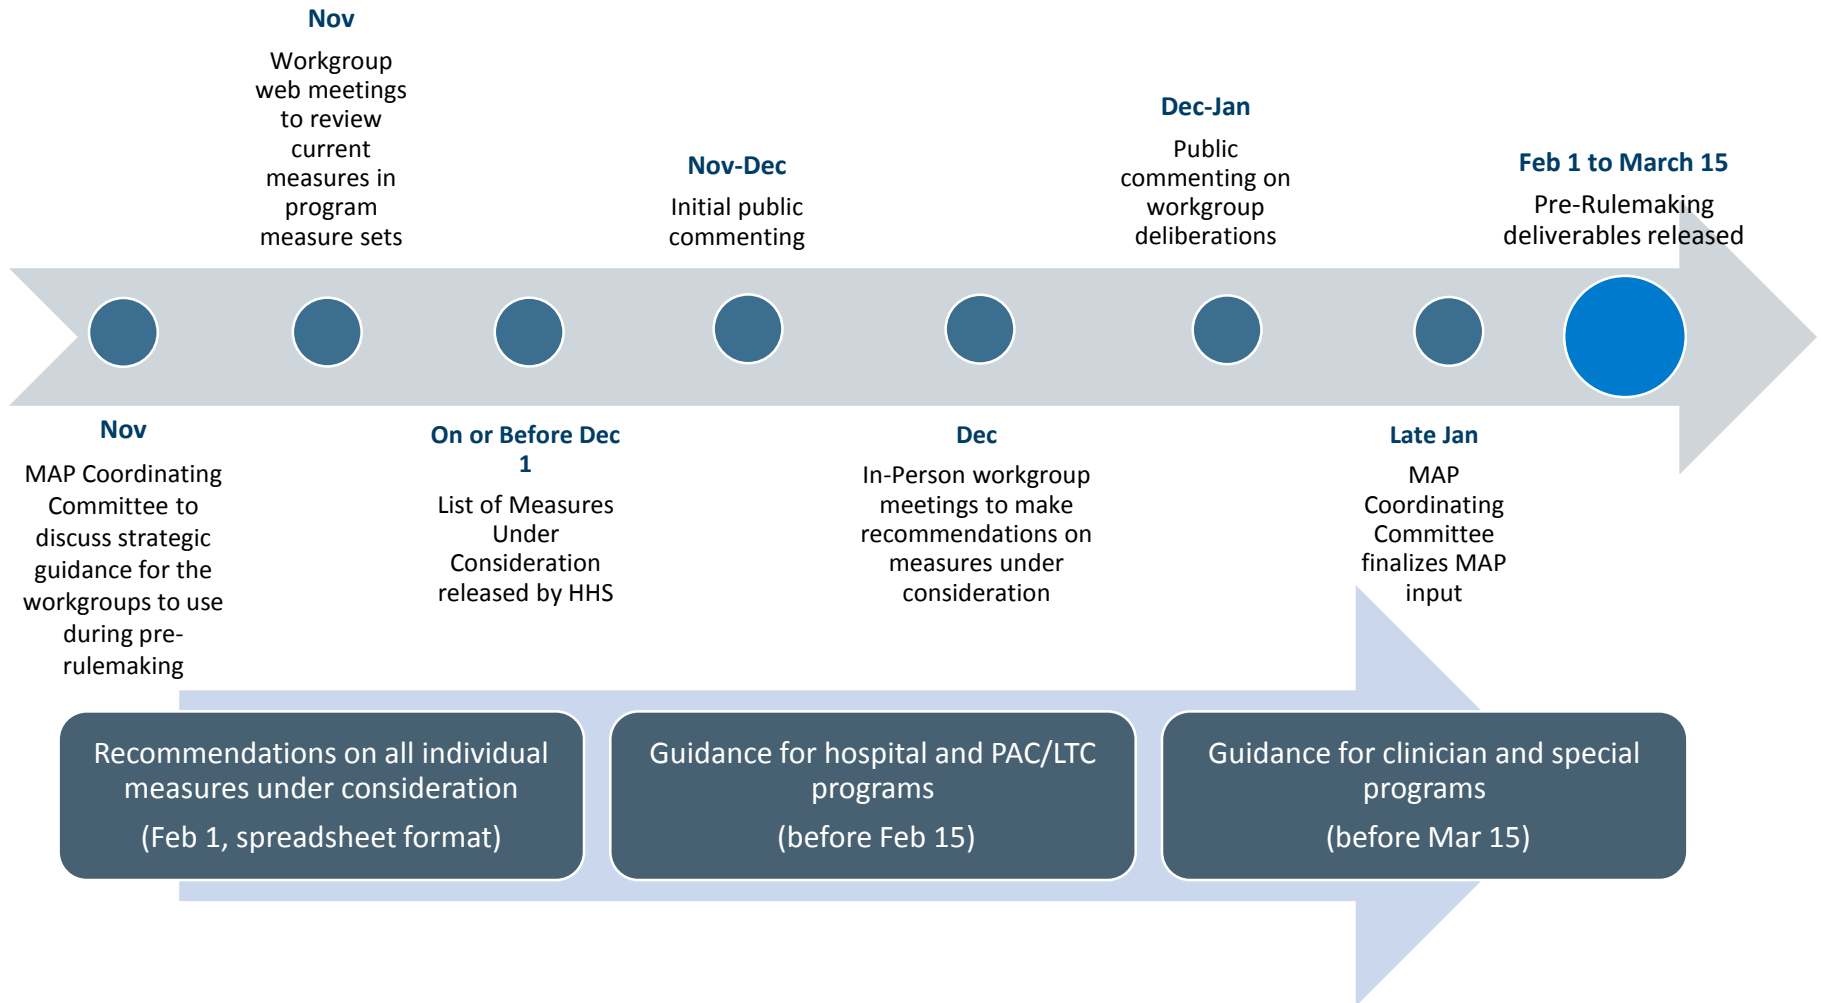 Nov
Workgroup
web meetings
to review
current
measures in
program
measure sets
Nov-Dec
Initial public
commenting
Dec-Jan
Public
commenting on
workgroup
deliberations
Feb 1 to March 15
Pre-Rulemaking
deliverables released
Nov
MAP Coordinating
Committee to
discuss strategic
guidance for the
workgroups to use
during pre-
rulemaking
On or Before Dec
1
List of Measures
Under
Consideration
released by HHS
Dec
In-Person workgroup
meetings to make
recommendations on
measures under
consideration
Late Jan
MAP
Coordinating
Committee
finalizes MAP
input
Recommendations on all individual
measures under consideration
(Feb 1, spreadsheet format)
Guidance for hospital and PAC/LTC
programs
(before Feb 15)
Guidance for clinician and special
programs
(before Mar 15)